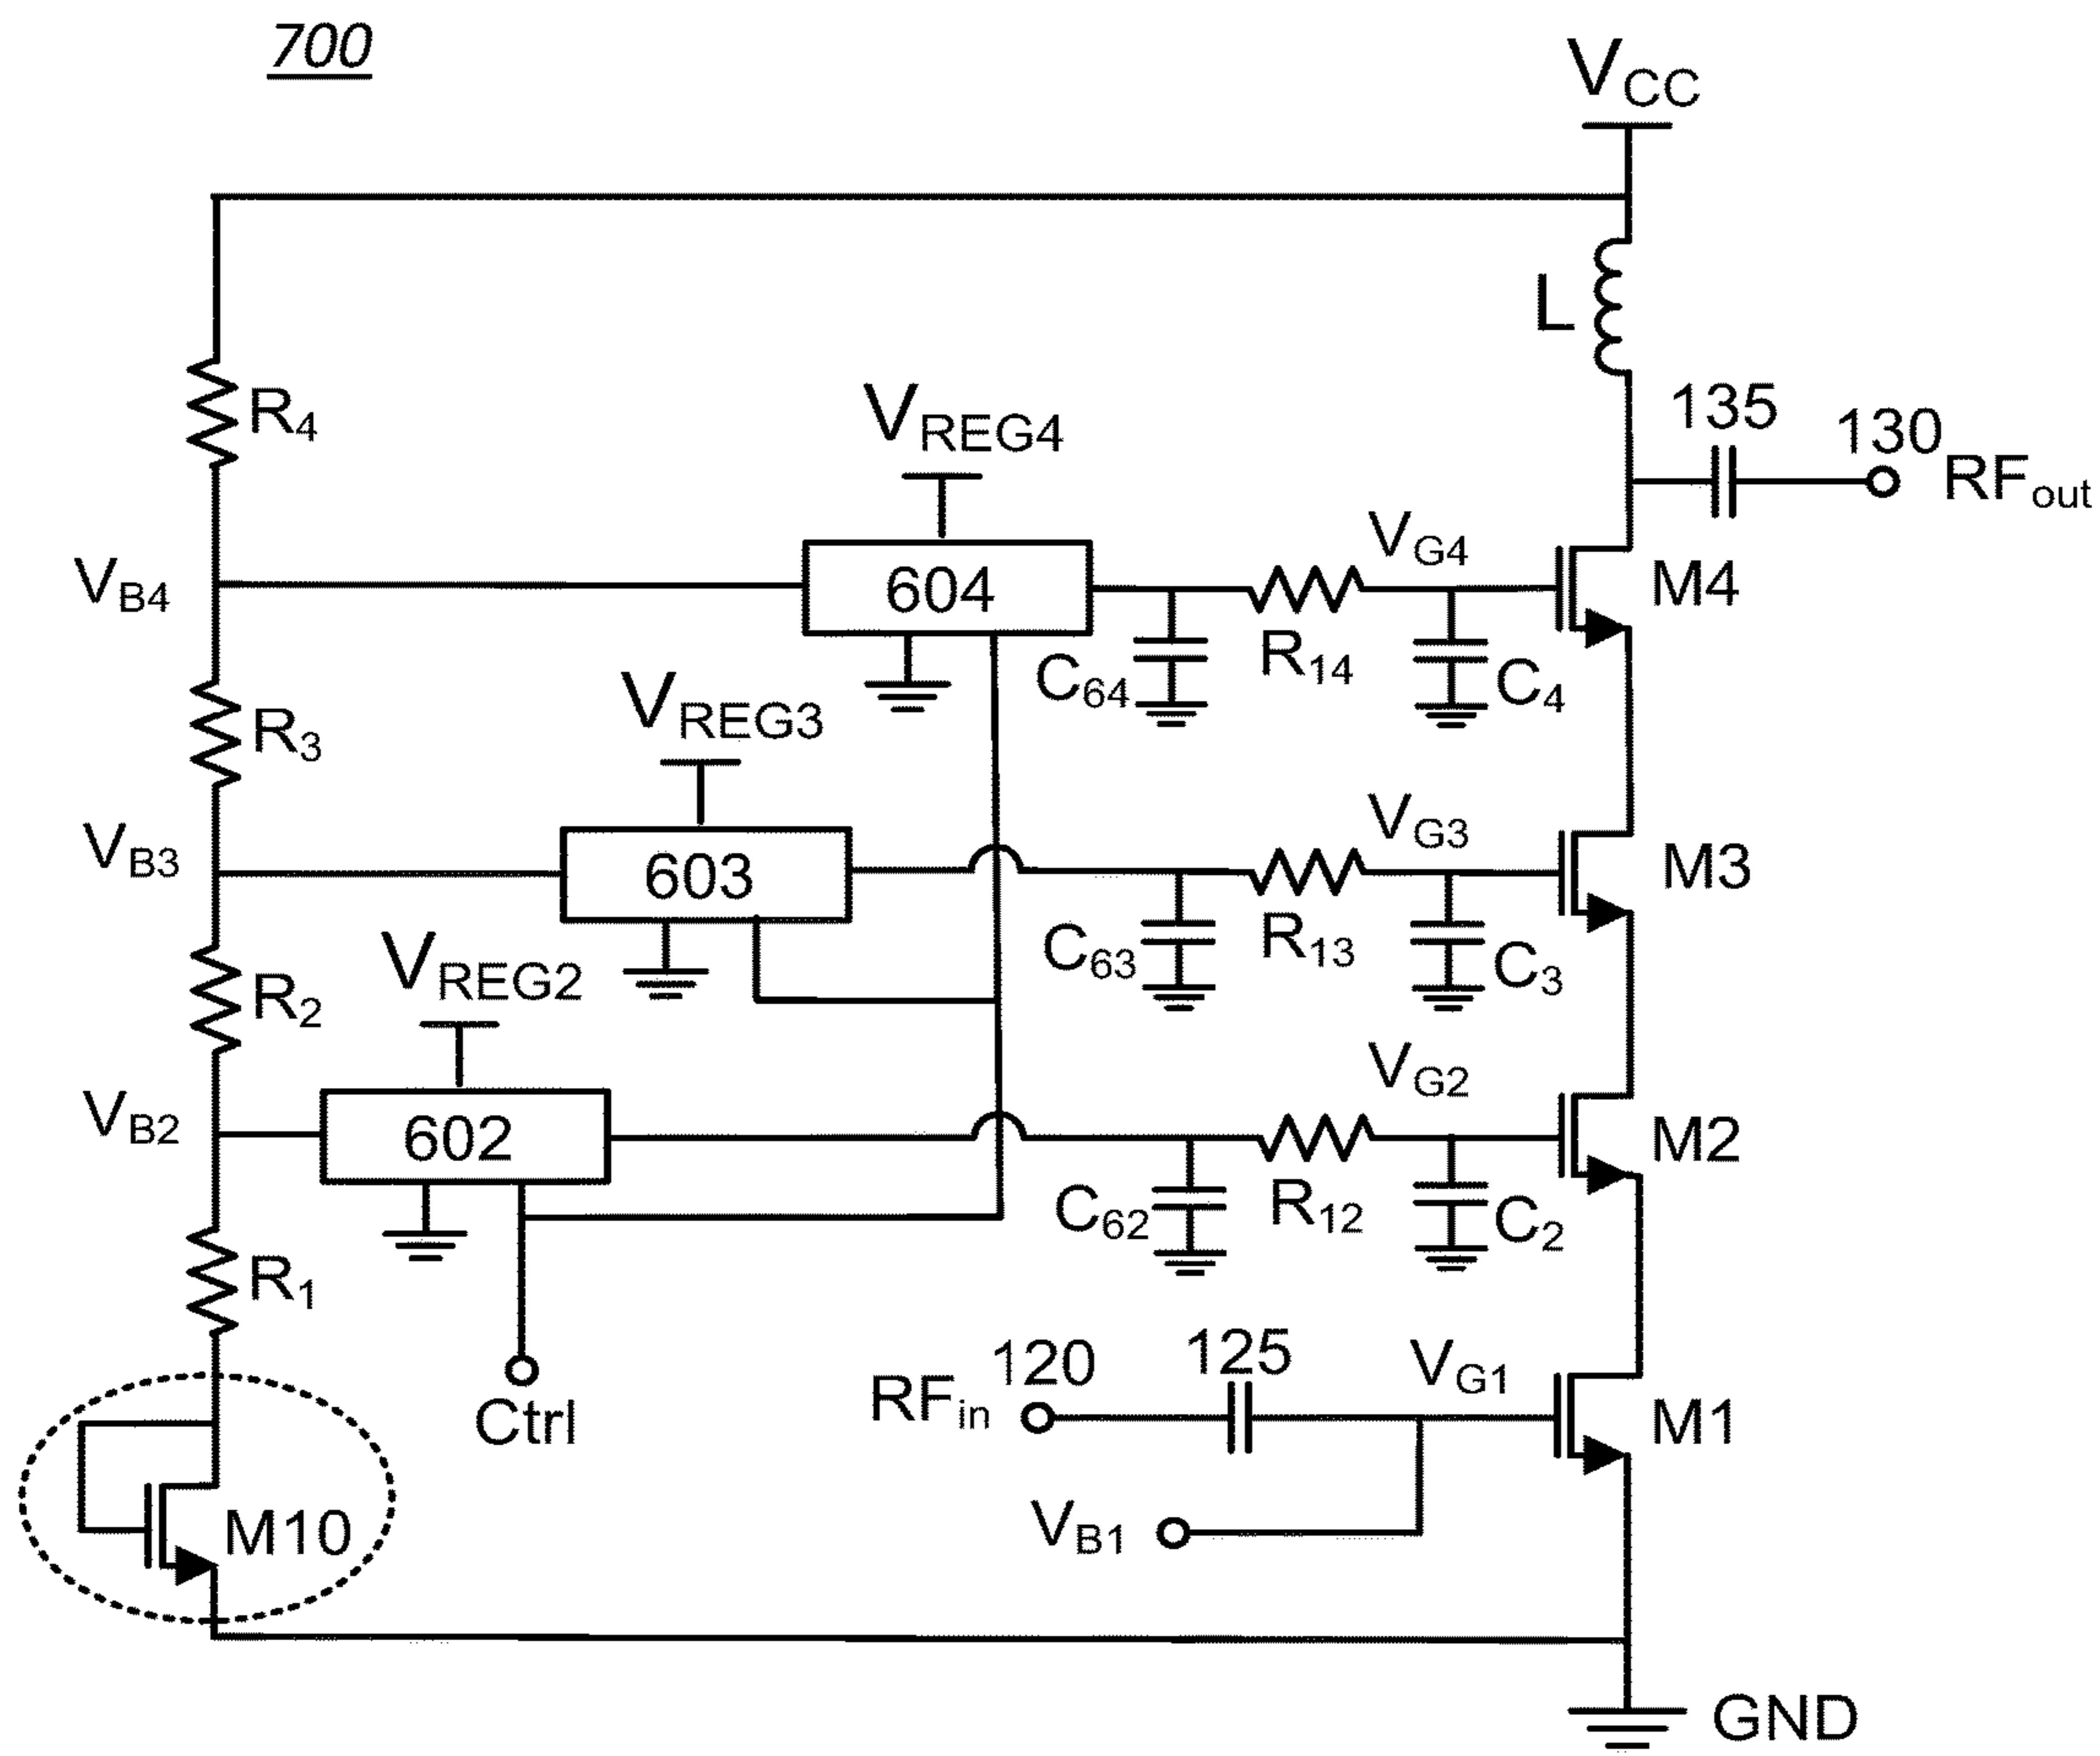 700
VCC
L
R4
VREG4
135
130
RFout
VB4
604
VG4
M4
C64
R14
C4
R3
VREG3
VB3
603
VG3
M3
C63
R13
C3
VREG2
R2
VB2
602
VG2
M2
C62
R12
C2
R1
Ctrl
RFin
120
125
VG1
M1
M10
VB1
GND